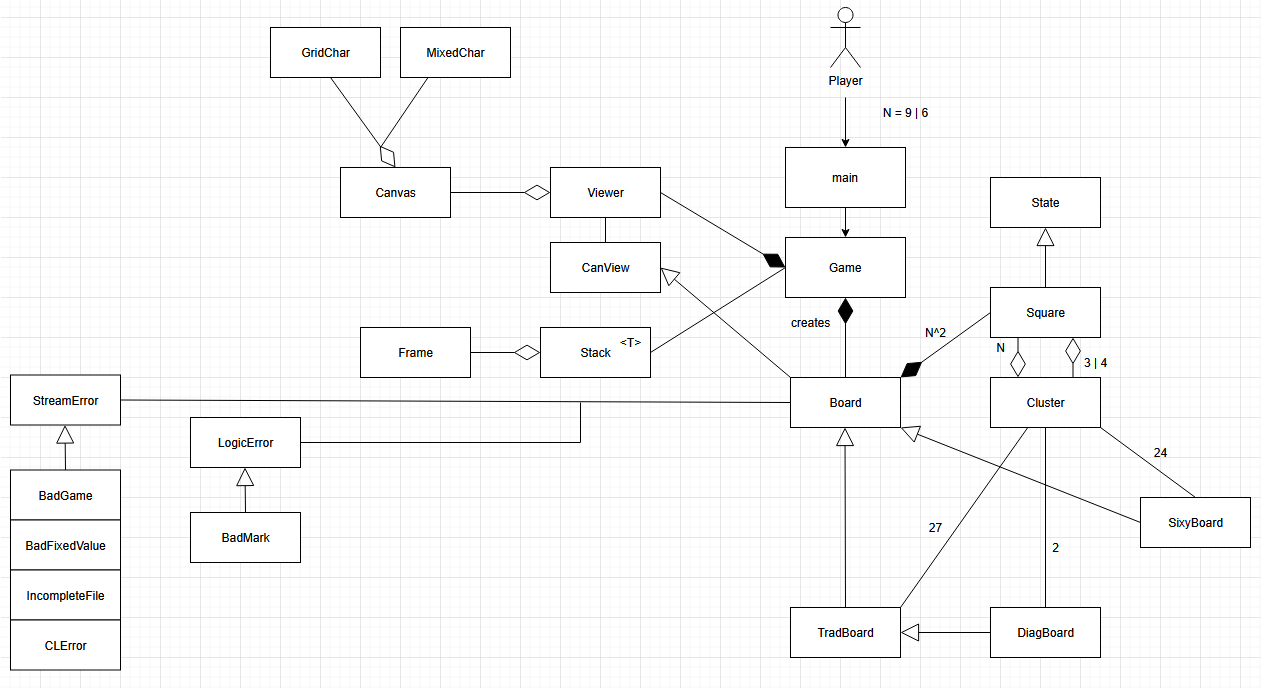 GridChar
MixedChar
Player
N = 9 | 6
main
Canvas
Viewer
State
CanView
Game
Square
creates
N^2
N
3 | 4
Frame
Stack
<T>
StreamError
Board
Cluster
LogicError
24
BadGame
SixyBoard
BadMark
27
BadFixedValue
2
IncompleteFile
CLError
TradBoard
DiagBoard